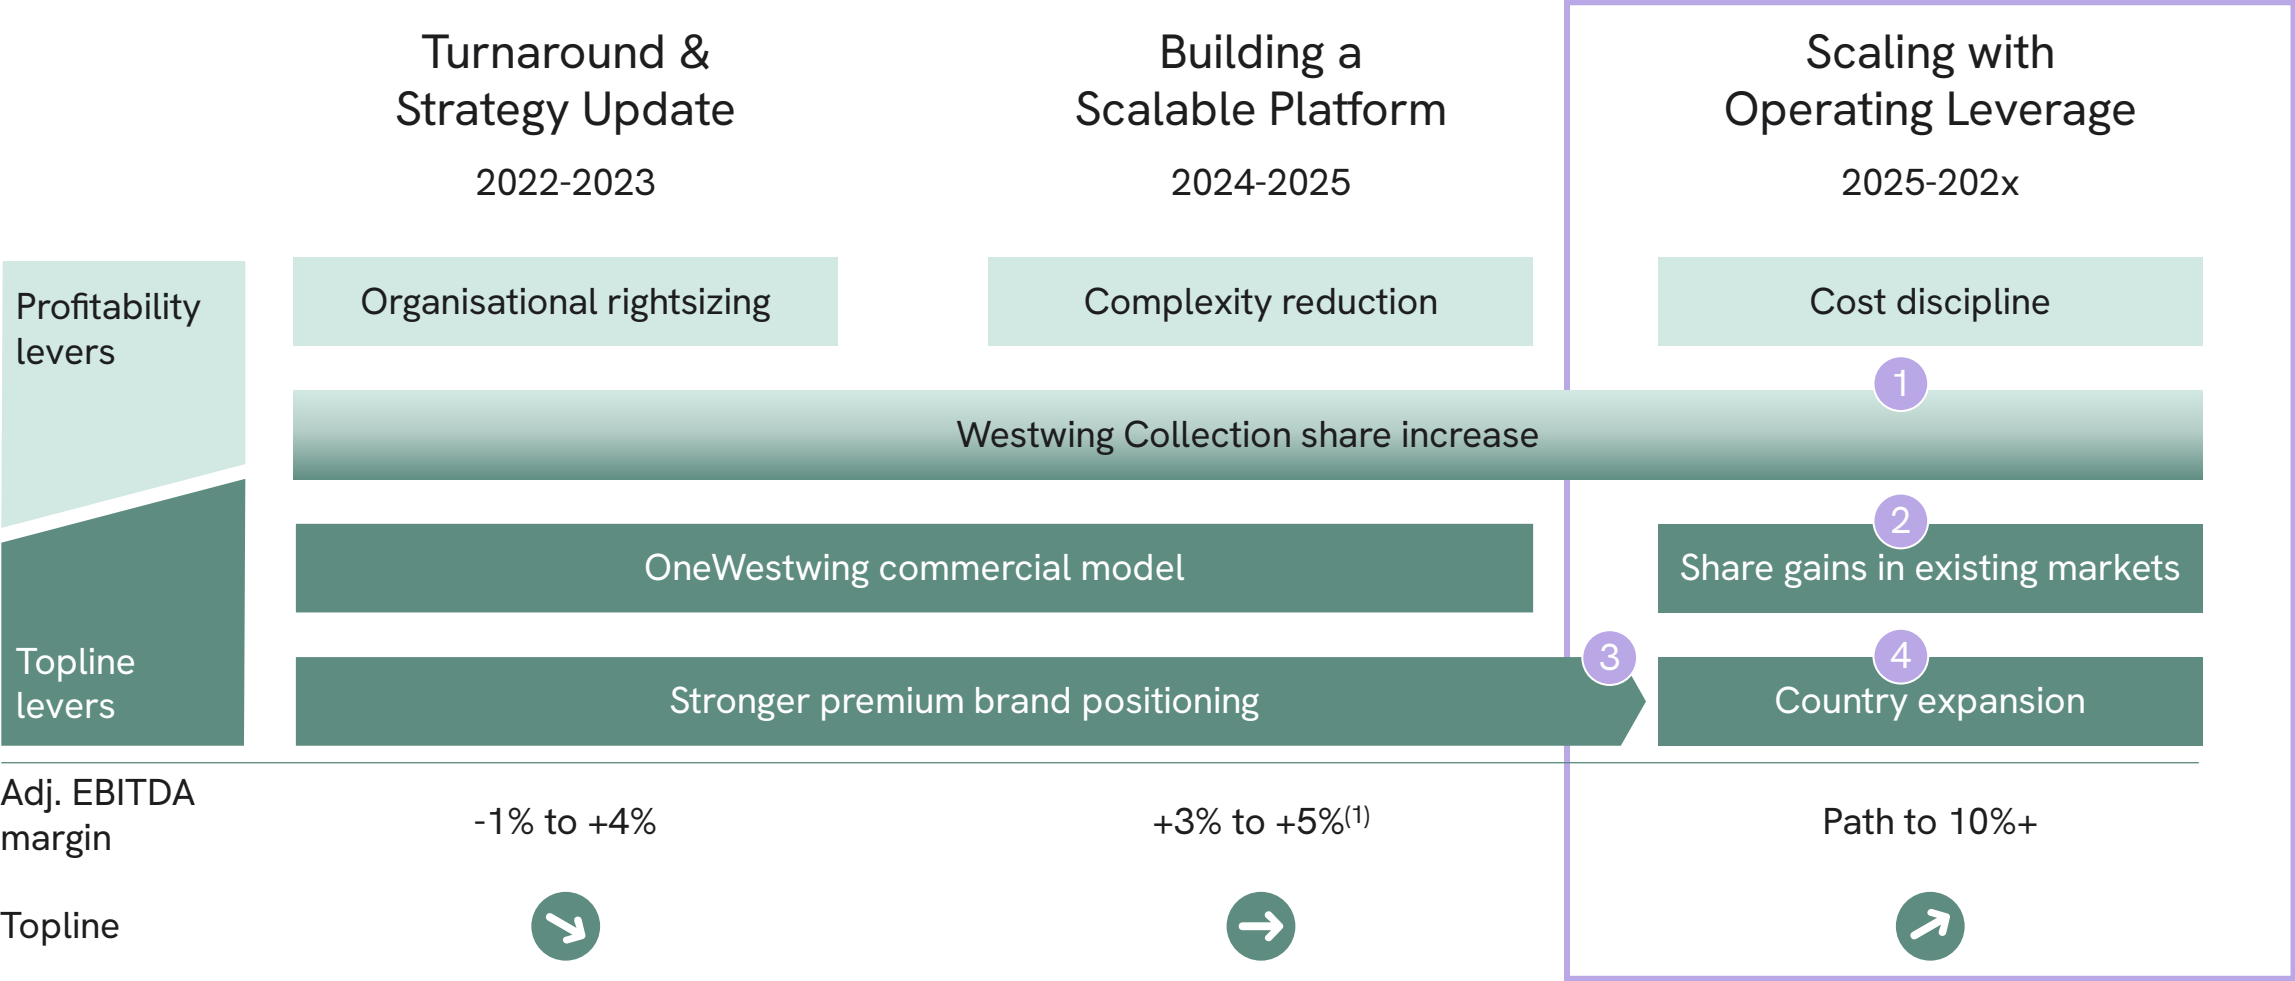 Turnaround &
Strategy Update
2022-2023
Building a
Scalable Platform
2024-2025
Scaling with
Operating Leverage
2025-202x
Profitability
levers
Organisational rightsizing
Complexity reduction
Cost discipline
1
Westwing Collection share increase
2
OneWestwing commercial model
Share gains in existing markets
Topline
levers
3
4
Stronger premium brand positioning
Country expansion
Adj. EBITDA
margin
-1% to +4%
+3% to +5%(1)
Path to 10%+
Topline